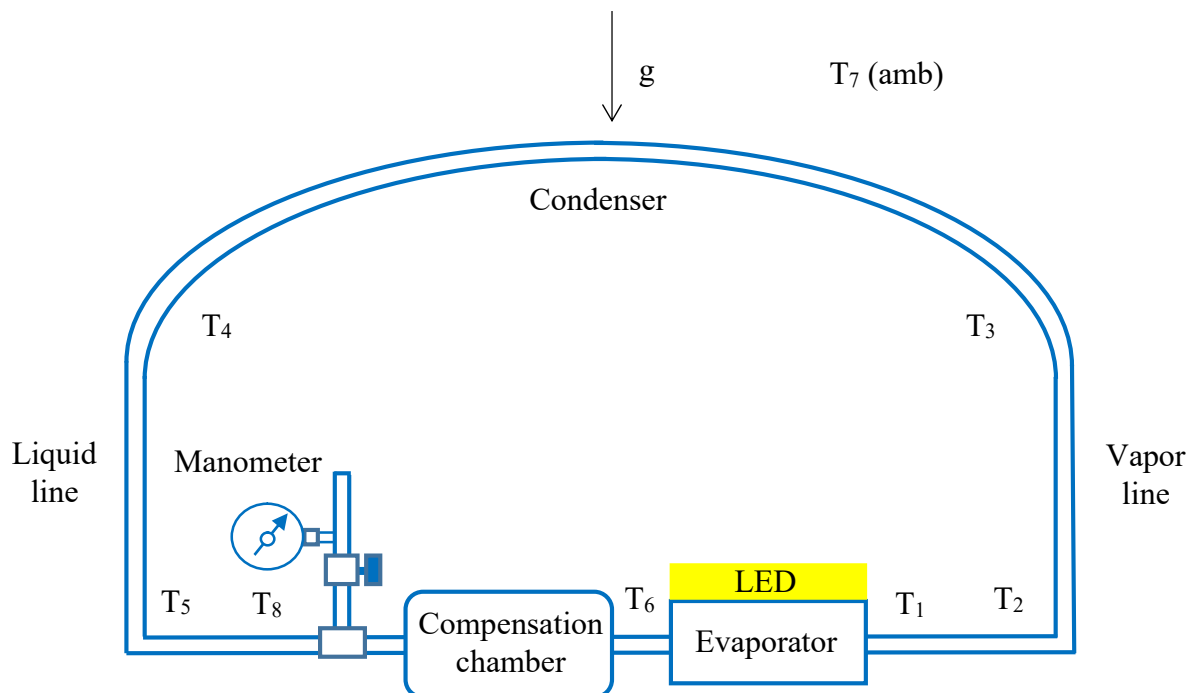 g
T₇ (amb)
Condenser
T₄
T₃
Liquid
line
Manometer
Vapor
line
LED
T₅
T₈
T₆
T₁
T₂
Compensation
chamber
Evaporator